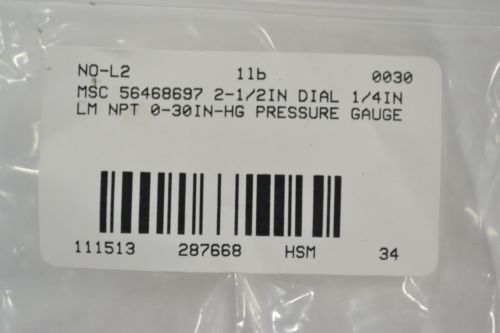 NO-L2 1lb 0030
MSC 56468697 2-1/2IN DIAL 1/4IN
LM NPT 0-30IN-HG PRESSURE GAUGE
111513 287668 HSM 34